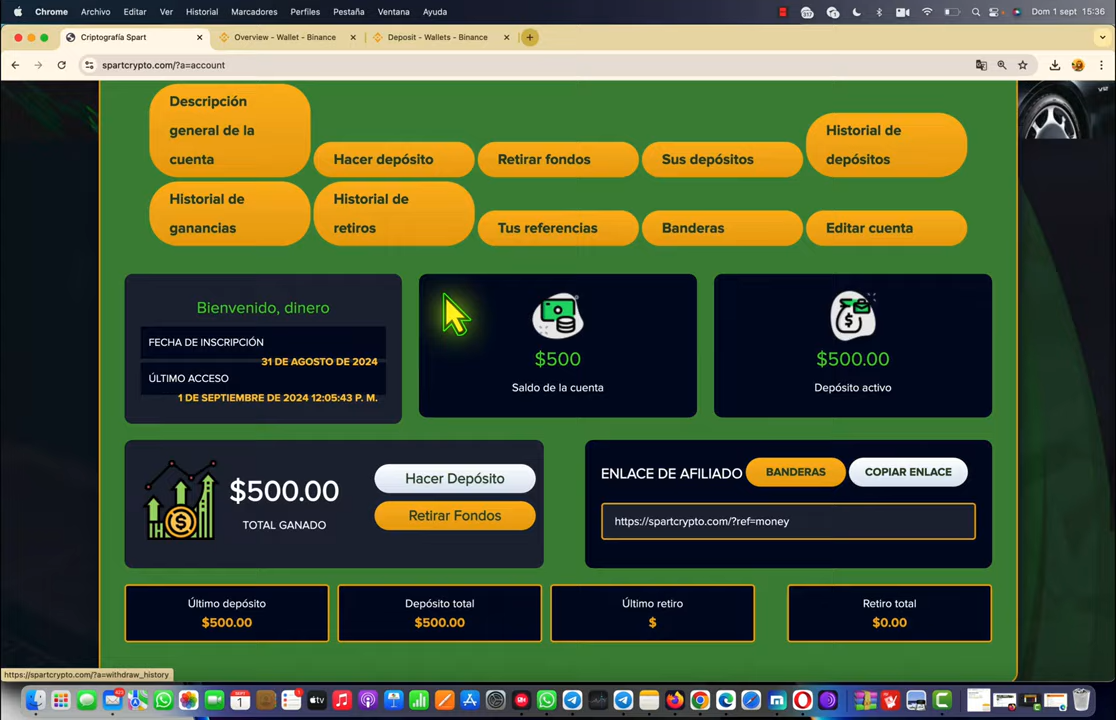 Chrome Archivo Editar Ver Historial Marcadores Perfiles Pestaña Ventana Ayuda
Dom 1 sept 15:36
Criptografía Spart
Overview - Wallet - Binance
Deposit - Wallets - Binance
spartcrypto.com/?a=account
Descripción general de la cuenta
Hacer depósito
Retirar fondos
Sus depósitos
Historial de depósitos
Historial de ganancias
Historial de retiros
Tus referencias
Banderas
Editar cuenta
Bienvenido, dinero
FECHA DE INSCRIPCIÓN
31 DE AGOSTO DE 2024
ÚLTIMO ACCESO
1 DE SEPTIEMBRE DE 2024 12:05:43 P. M.
$500
Saldo de la cuenta
$500.00
Depósito activo
$500.00
TOTAL GANADO
Hacer Depósito
Retirar Fondos
ENLACE DE AFILIADO
BANDERAS
COPIAR ENLACE
https://spartcrypto.com/?ref=money
Último depósito
$500.00
Depósito total
$500.00
Último retiro
$
Retiro total
$0.00
https://spartcrypto.com/?a=withdraw_history